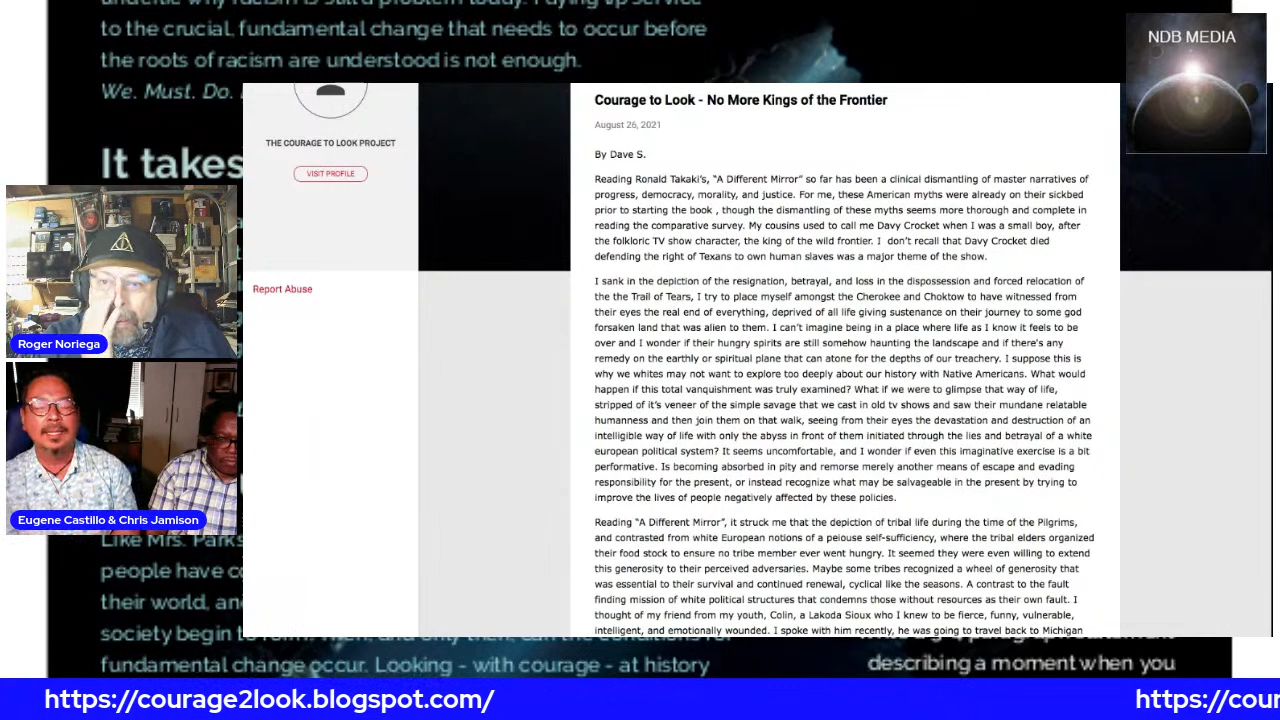 to the crucial, fundamental change that needs to occur before
the roots of racism are understood is not enough.
We. Must. Do.
It takes
NDB MEDIA
THE COURAGE TO LOOK PROJECT
VISIT PROFILE
Report Abuse
Courage to Look - No More Kings of the Frontier
August 26, 2021
By Dave S.
Reading Ronald Takaki's, "A Different Mirror" so far has been a clinical dismantling of master narratives of
progress, democracy, morality, and justice. For me, these American myths were already on their sickbed
prior to starting the book , though the dismantling of these myths seems more thorough and complete in
reading the comparative survey. My cousins used to call me Davy Crocket when I was a small boy, after
the folkloric TV show character, the king of the wild frontier. I  don't recall that Davy Crocket died
defending the right of Texans to own human slaves was a major theme of the show.
I sank in the depiction of the resignation, betrayal, and loss in the dispossession and forced relocation of
the the Trail of Tears, I try to place myself amongst the Cherokee and Choktow to have witnessed from
their eyes the real end of everything, deprived of all life giving sustenance on their journey to some god
forsaken land that was alien to them. I can't imagine being in a place where life as I know it feels to be
over and I wonder if their hungry spirits are still somehow haunting the landscape and if there's any
remedy on the earthly or spiritual plane that can atone for the depths of our treachery. I suppose this is
why we whites may not want to explore too deeply about our history with Native Americans. What would
happen if this total vanquishment was truly examined? What if we were to glimpse that way of life,
stripped of it's veneer of the simple savage that we cast in old tv shows and saw their mundane relatable
humanness and then join them on that walk, seeing from their eyes the devastation and destruction of an
intelligible way of life with only the abyss in front of them initiated through the lies and betrayal of a white
european political system? It seems uncomfortable, and I wonder if even this imaginative exercise is a bit
performative. Is becoming absorbed in pity and remorse merely another means of escape and evading
responsibility for the present, or instead recognize what may be salvageable in the present by trying to
improve the lives of people negatively affected by these policies.
Reading "A Different Mirror", it struck me that the depiction of tribal life during the time of the Pilgrims,
and contrasted from white European notions of a peiouse self-sufficiency, where the tribal elders organized
their food stock to ensure no tribe member ever went hungry. It seemed they were even willing to extend
this generosity to their perceived adversaries. Maybe some tribes recognized a wheel of generosity that
was essential to their survival and continued renewal, cyclical like the seasons. A contrast to the fault
finding mission of white political structures that condemns those without resources as their own fault. I
thought of my friend from my youth, Colin, a Lakoda Sioux who I knew to be fierce, funny, vulnerable,
intelligent, and emotionally wounded. I spoke with him recently, he was going to travel back to Michigan
Roger Noriega
Eugene Castillo & Chris Jamison
Like Mrs. Parks
people have
their world, an
society begin
fundamental change occur. Looking - with courage - at history
describing a moment when you
https://courage2look.blogspot.com/
https://cour